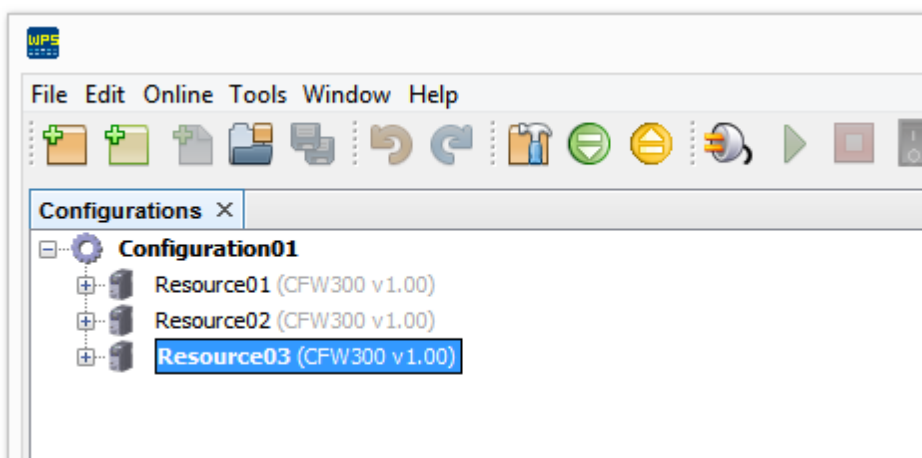 WPS
File Edit Online Tools Window Help
Configurations ×
Configuration01
Resource01 (CFW300 v1.00)
Resource02 (CFW300 v1.00)
Resource03 (CFW300 v1.00)